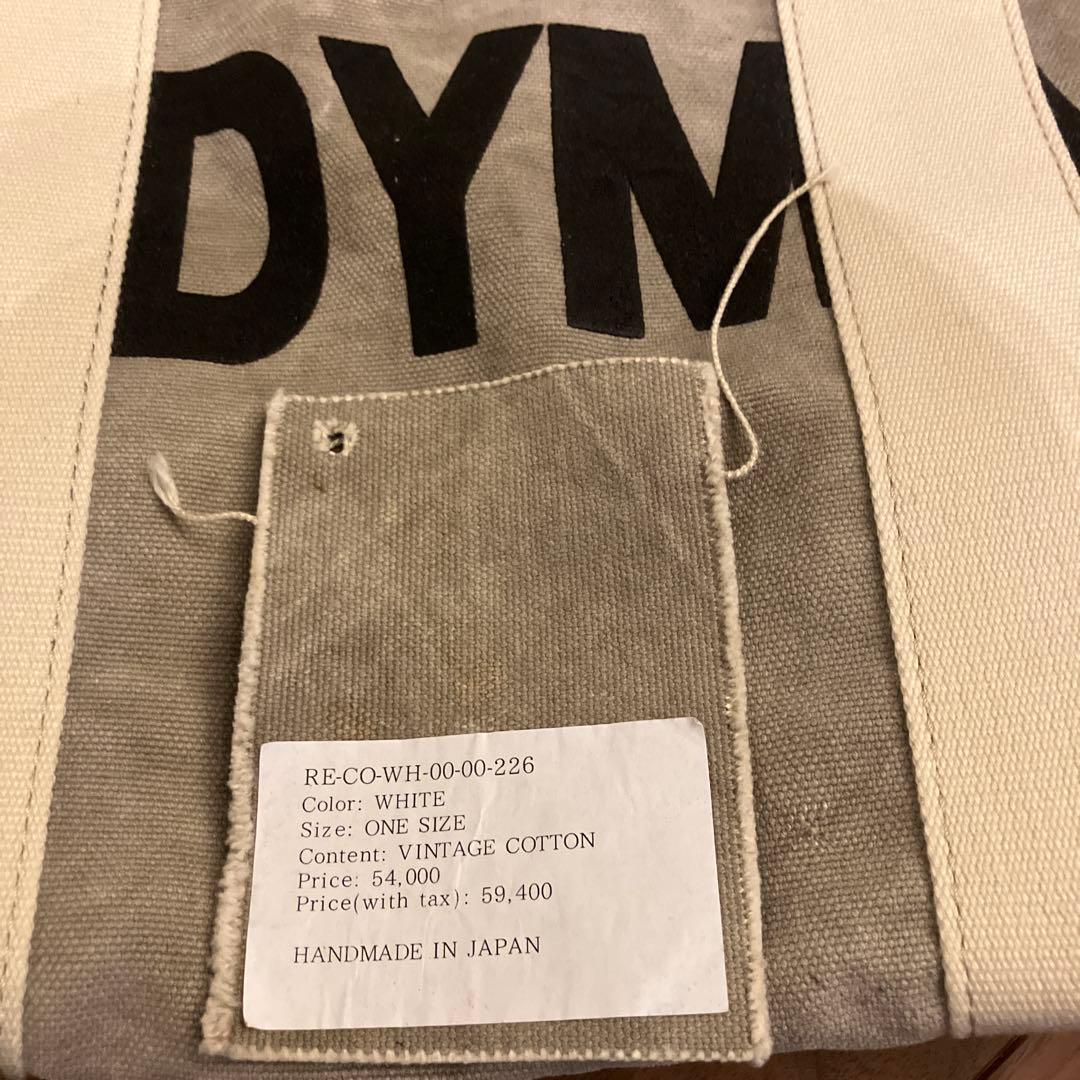 DYM
RE-CO-WH-00-00-226
Color: WHITE
Size: ONE SIZE
Content: VINTAGE COTTON
Price: 54,000
Price(with tax): 59,400
HANDMADE IN JAPAN